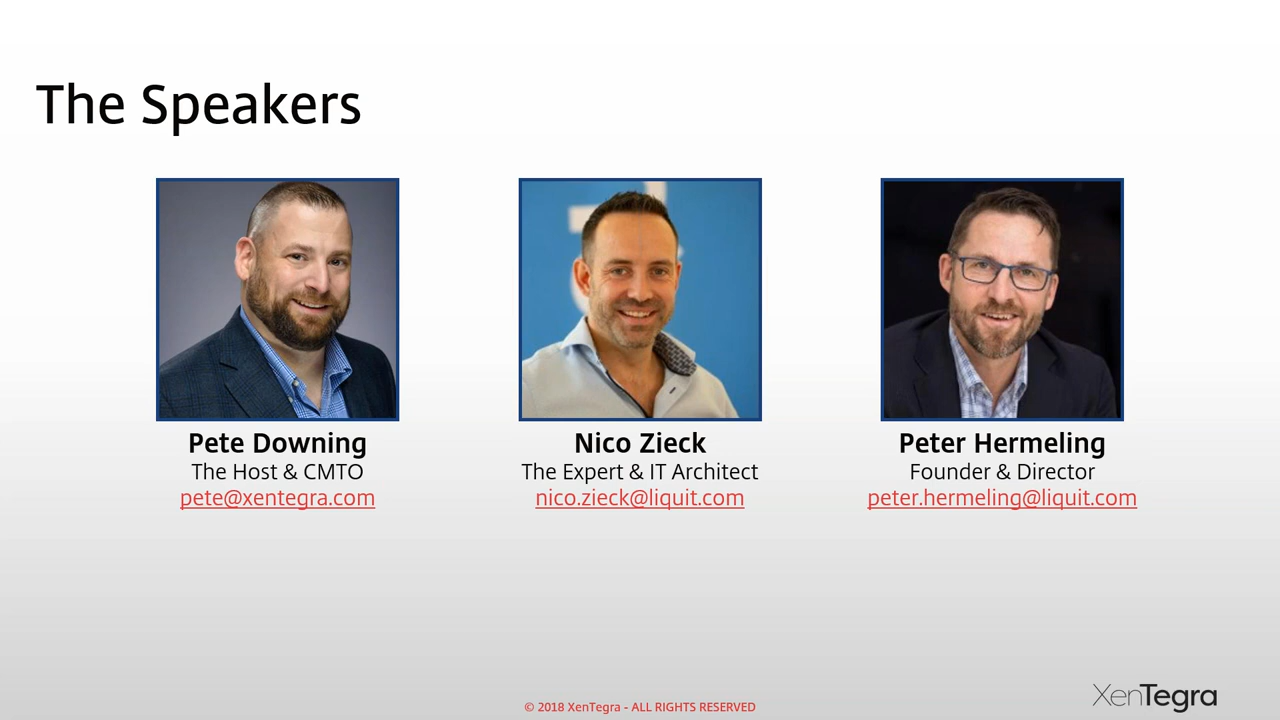 The Speakers
Pete Downing
The Host & CMTO
pete@xentegra.com
Nico Zieck
The Expert & IT Architect
nico.zieck@liquit.com
Peter Hermeling
Founder & Director
peter.hermeling@liquit.com
© 2018 XenTegra - ALL RIGHTS RESERVED
XenTegra